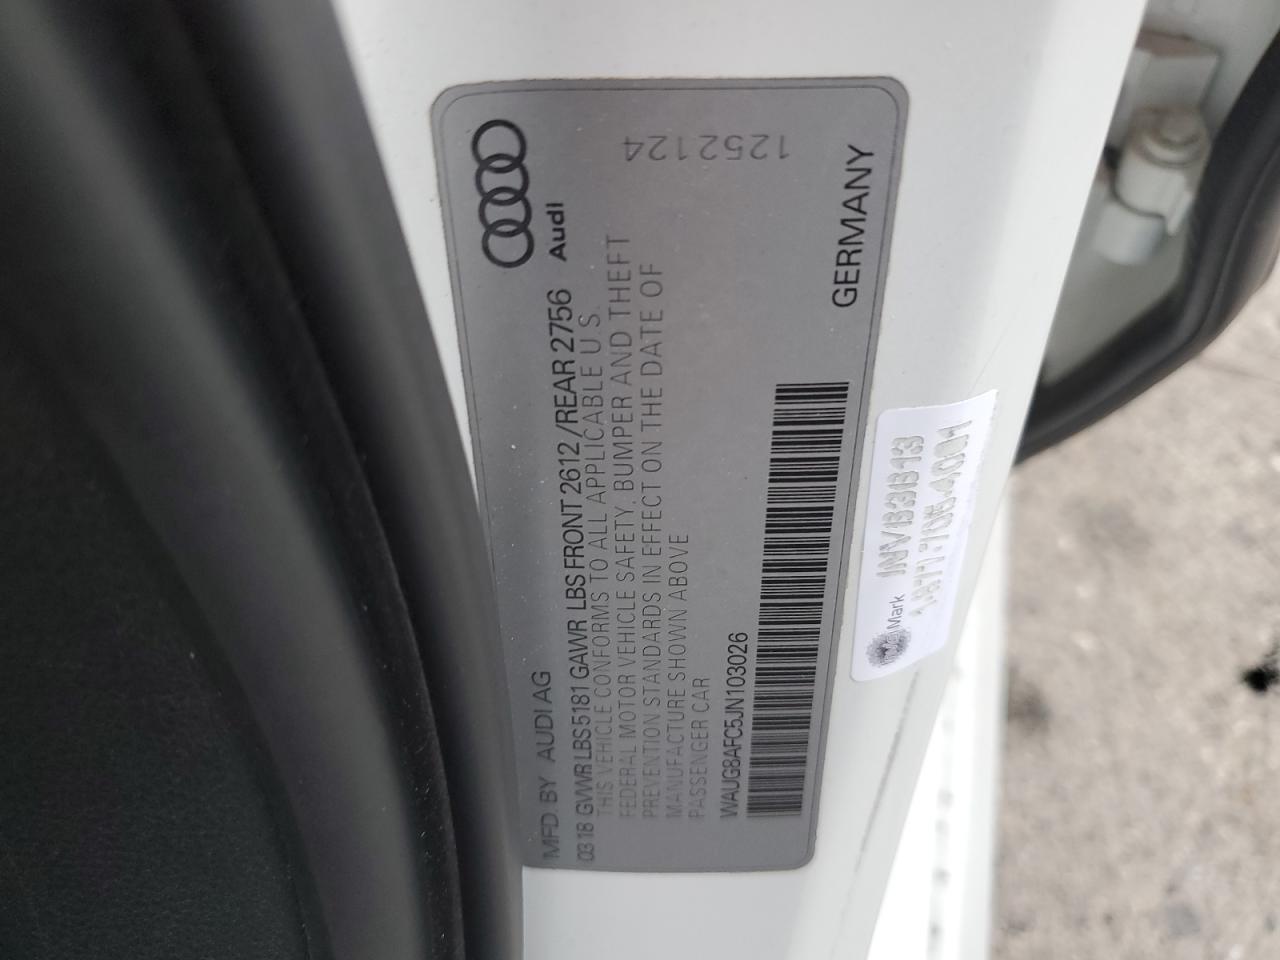 Audi
MFD. BY AUDI AG
03.18 GVWR LBS 5181 GAWR LBS FRONT 2612/REAR 2756
THIS VEHICLE CONFORMS TO ALL APPLICABLE U.S.
FEDERAL MOTOR VEHICLE SAFETY, BUMPER AND THEFT
PREVENTION STANDARDS IN EFFECT ON THE DATE OF
MANUFACTURE SHOWN ABOVE
PASSENGER CAR
WAUG8AFC5JN103026
GERMANY
1252124
Mark